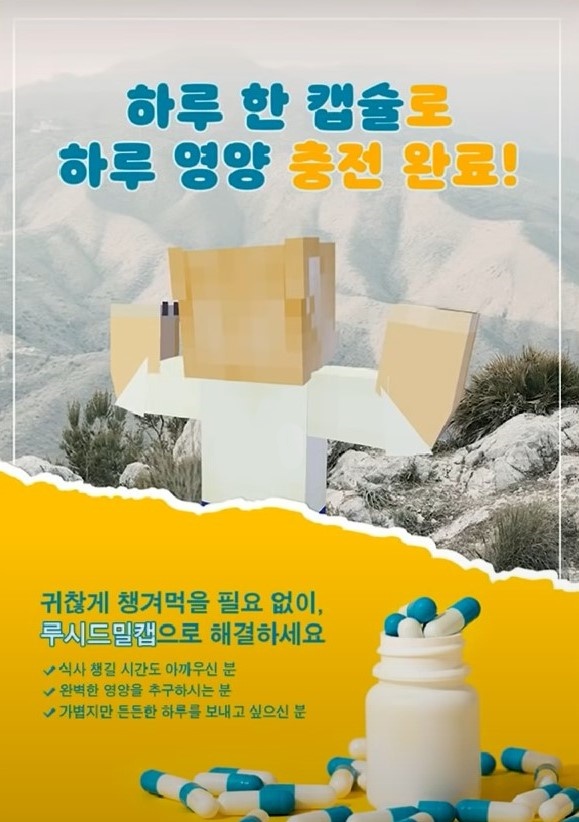 하루 한 캡슐로
하루 영양 충전 완료!
귀찮게 챙겨먹을 필요 없이,
루시드밀캡으로 해결하세요
식사 챙길 시간도 아까우신 분
완벽한 영양을 추구하시는 분
가볍지만 든든한 하루를 보내고 싶으신 분